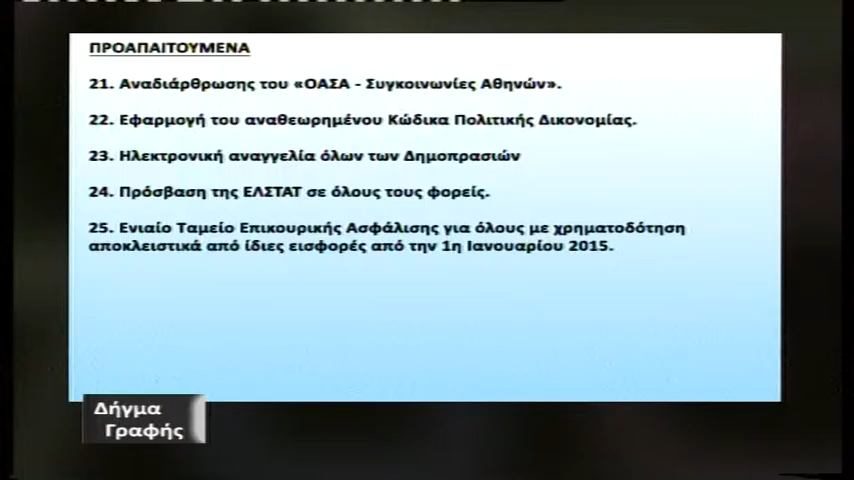 ΠΡΟΑΠΑΙΤΟΥΜΕΝΑ
21. Αναδιάρθρωσης του «ΟΑΣΑ - Συγκοινωνίες Αθηνών».
22. Εφαρμογή του αναθεωρημένου Κώδικα Πολιτικής Δικονομίας.
23. Ηλεκτρονική αναγγελία όλων των Δημοπρασιών
24. Πρόσβαση της ΕΛΣΤΑΤ σε όλους τους φορείς.
25. Ενιαίο Ταμείο Επικουρικής Ασφάλισης για όλους με χρηματοδότηση
αποκλειστικά από ίδιες εισφορές από την 1η Ιανουαρίου 2015.
Δήγμα
Γραφής